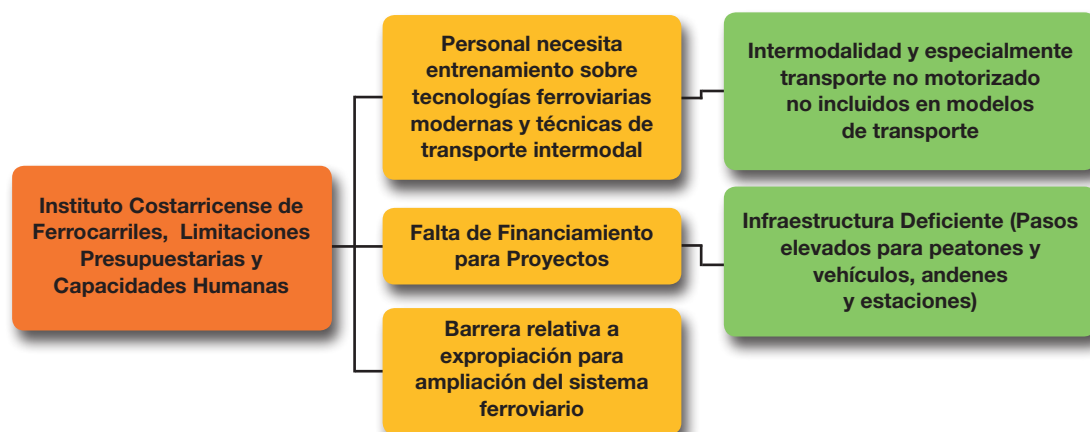 Instituto Costarricense de
Ferrocarriles, Limitaciones
Presupuestarias y
Capacidades Humanas
Personal necesita
entrenamiento sobre
tecnologías ferroviarias
modernas y técnicas de
transporte intermodal
Intermodalidad y especialmente
transporte no motorizado
no incluidos en modelos
de transporte
Falta de Financiamiento
para Proyectos
Infraestructura Deficiente (Pasos
elevados para peatones y
vehículos, andenes
y estaciones)
Barrera relativa a
expropiación para
ampliación del sistema
ferroviario